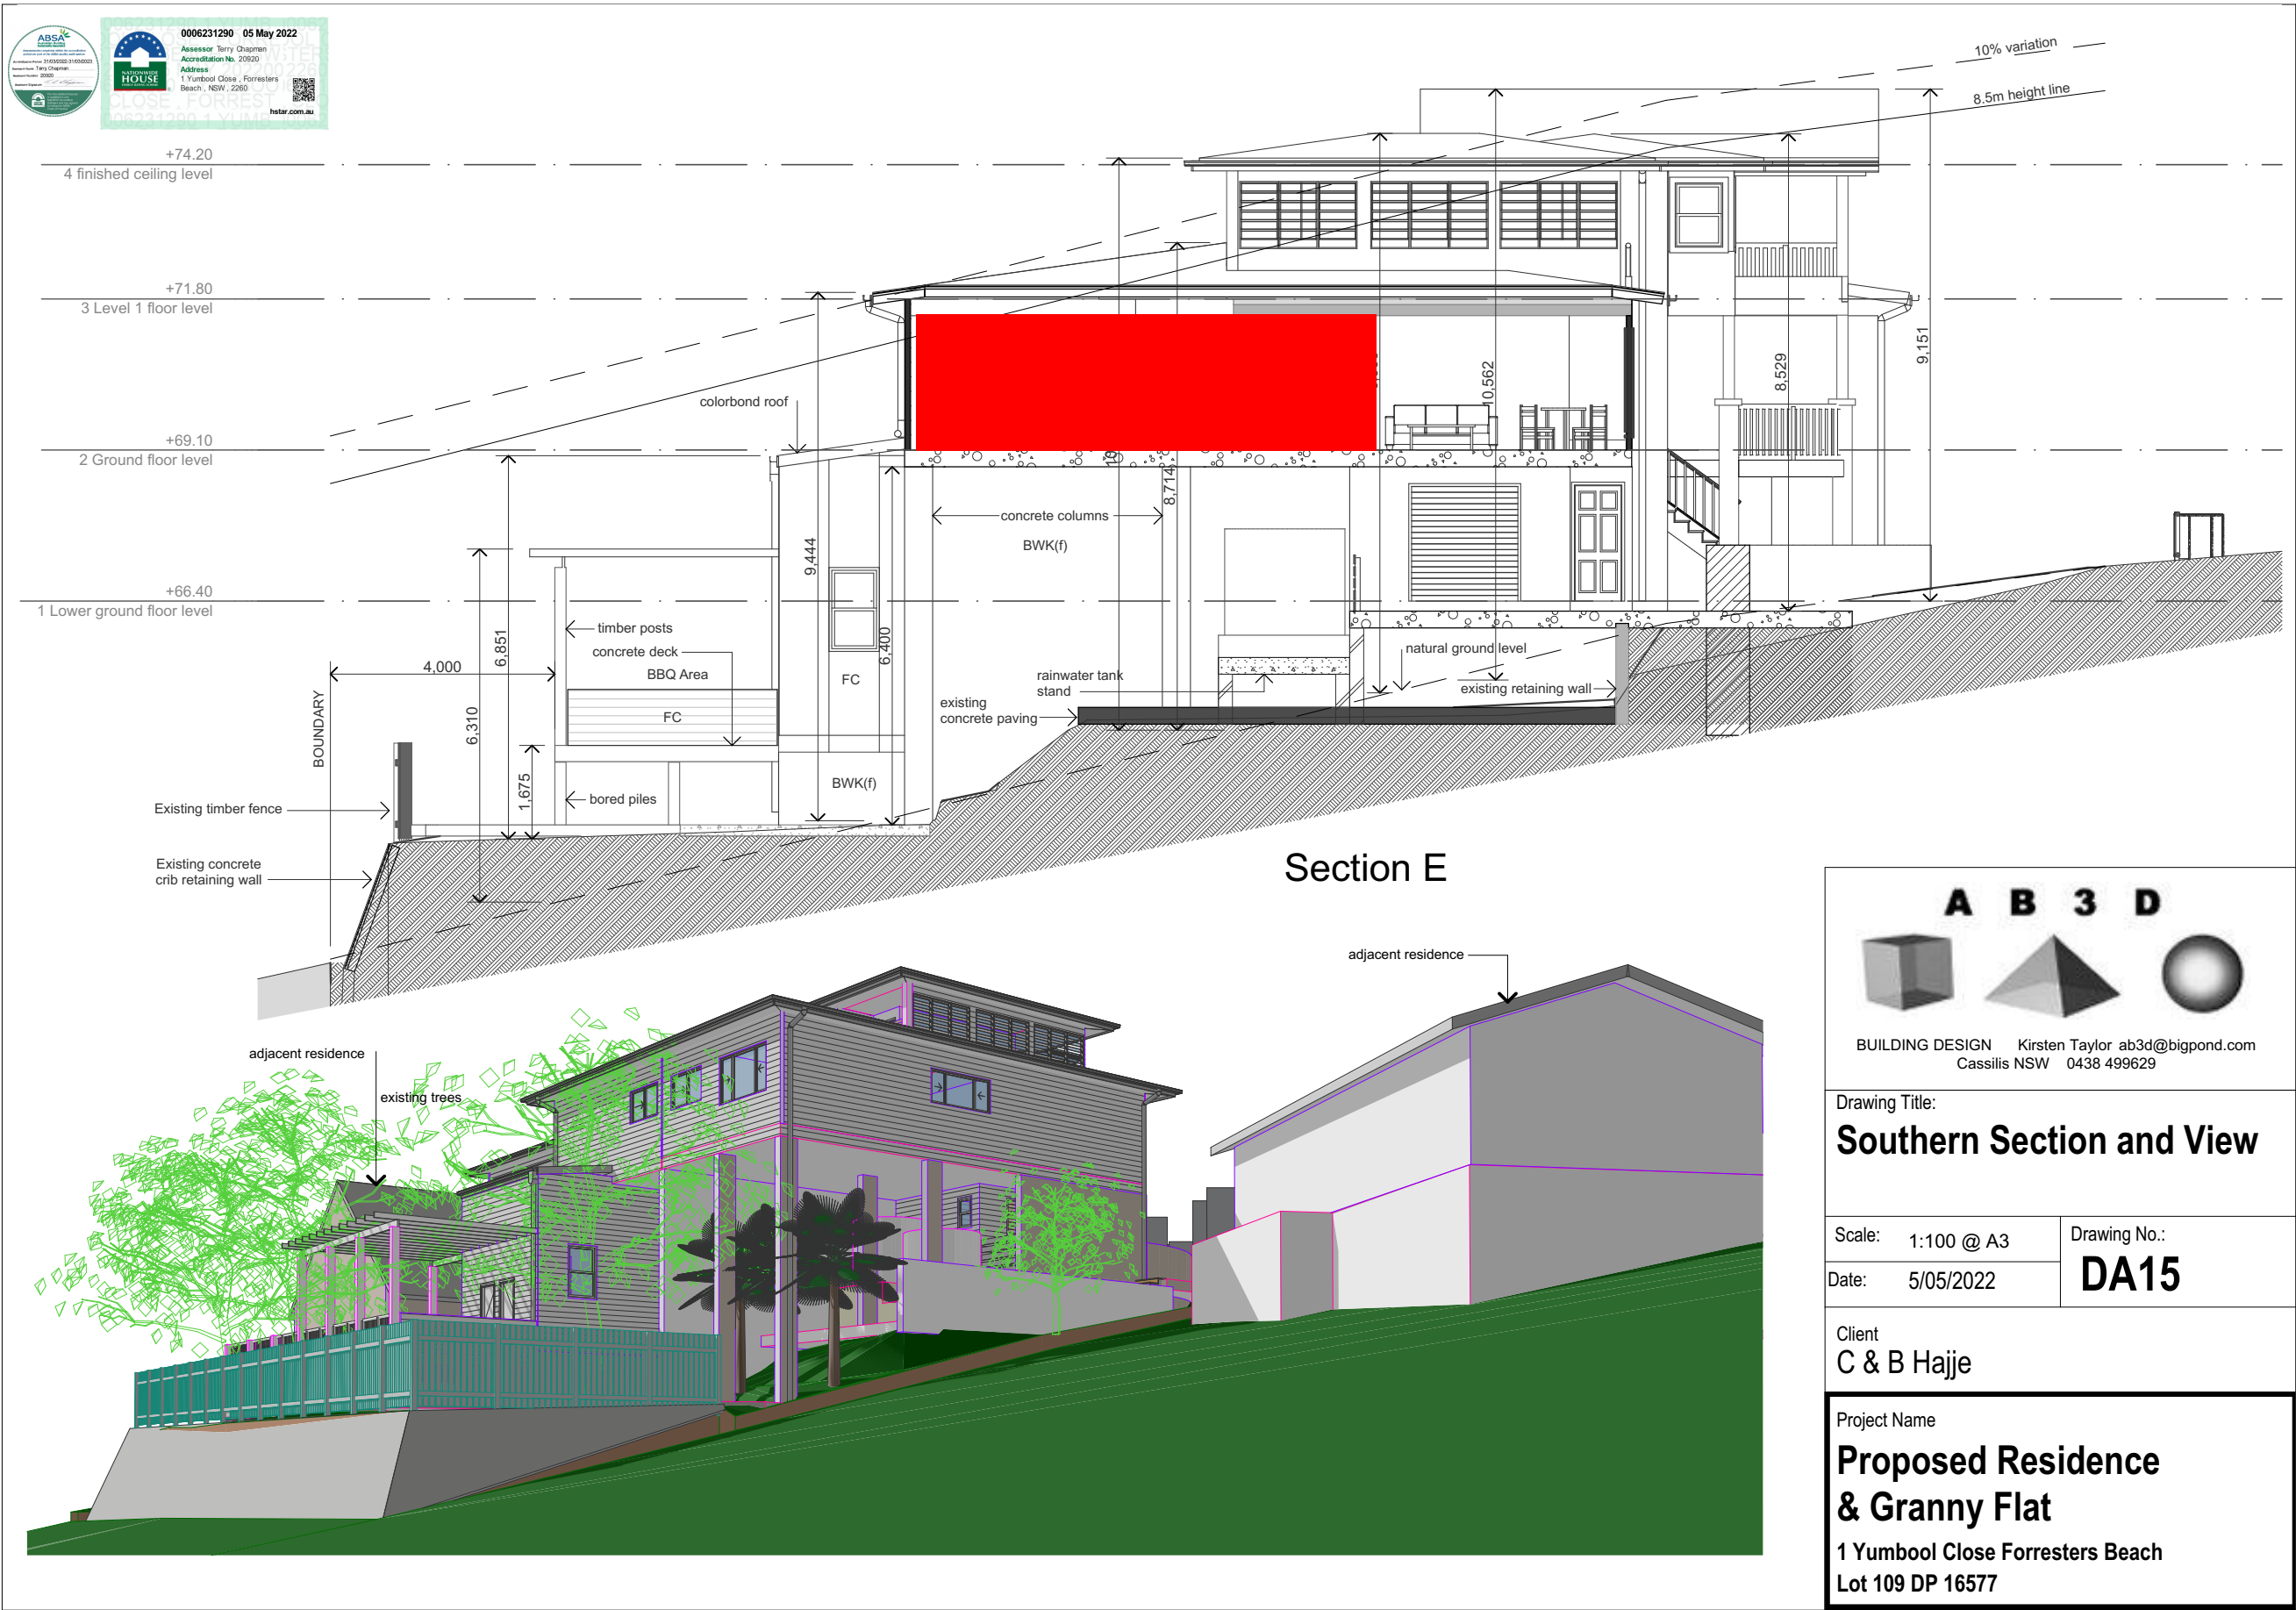 ABSA
Terry Chapman
20920
NATIONWIDE
HOUSE
0006231290   05 May 2022
Assessor Terry Chapman
Accreditation No. 20920
Address
1 Yumbool Close , Forresters
Beach , NSW , 2260
hstar.com.au
10% variation
8.5m height line
+74.20
4 finished ceiling level
+71.80
3 Level 1 floor level
+69.10
2 Ground floor level
+66.40
1 Lower ground floor level
colorbond roof
10,562
8,529
9,151
8,714
9,444
6,851
6,310
6,400
4,000
1,675
concrete columns
BWK(f)
timber posts
concrete deck
BBQ Area
FC
FC
BWK(f)
bored piles
BOUNDARY
rainwater tank
stand
existing
concrete paving
natural ground level
existing retaining wall
Existing timber fence
Existing concrete
crib retaining wall
Section E
adjacent residence
existing trees
adjacent residence
A B 3 D
BUILDING DESIGN   Kirsten Taylor ab3d@bigpond.com
Cassilis NSW   0438 499629
Drawing Title:
Southern Section and View
Scale: 1:100 @ A3
Date: 5/05/2022
Drawing No.:
DA15
Client
C & B Hajje
Project Name
Proposed Residence
& Granny Flat
1 Yumbool Close Forresters Beach
Lot 109 DP 16577